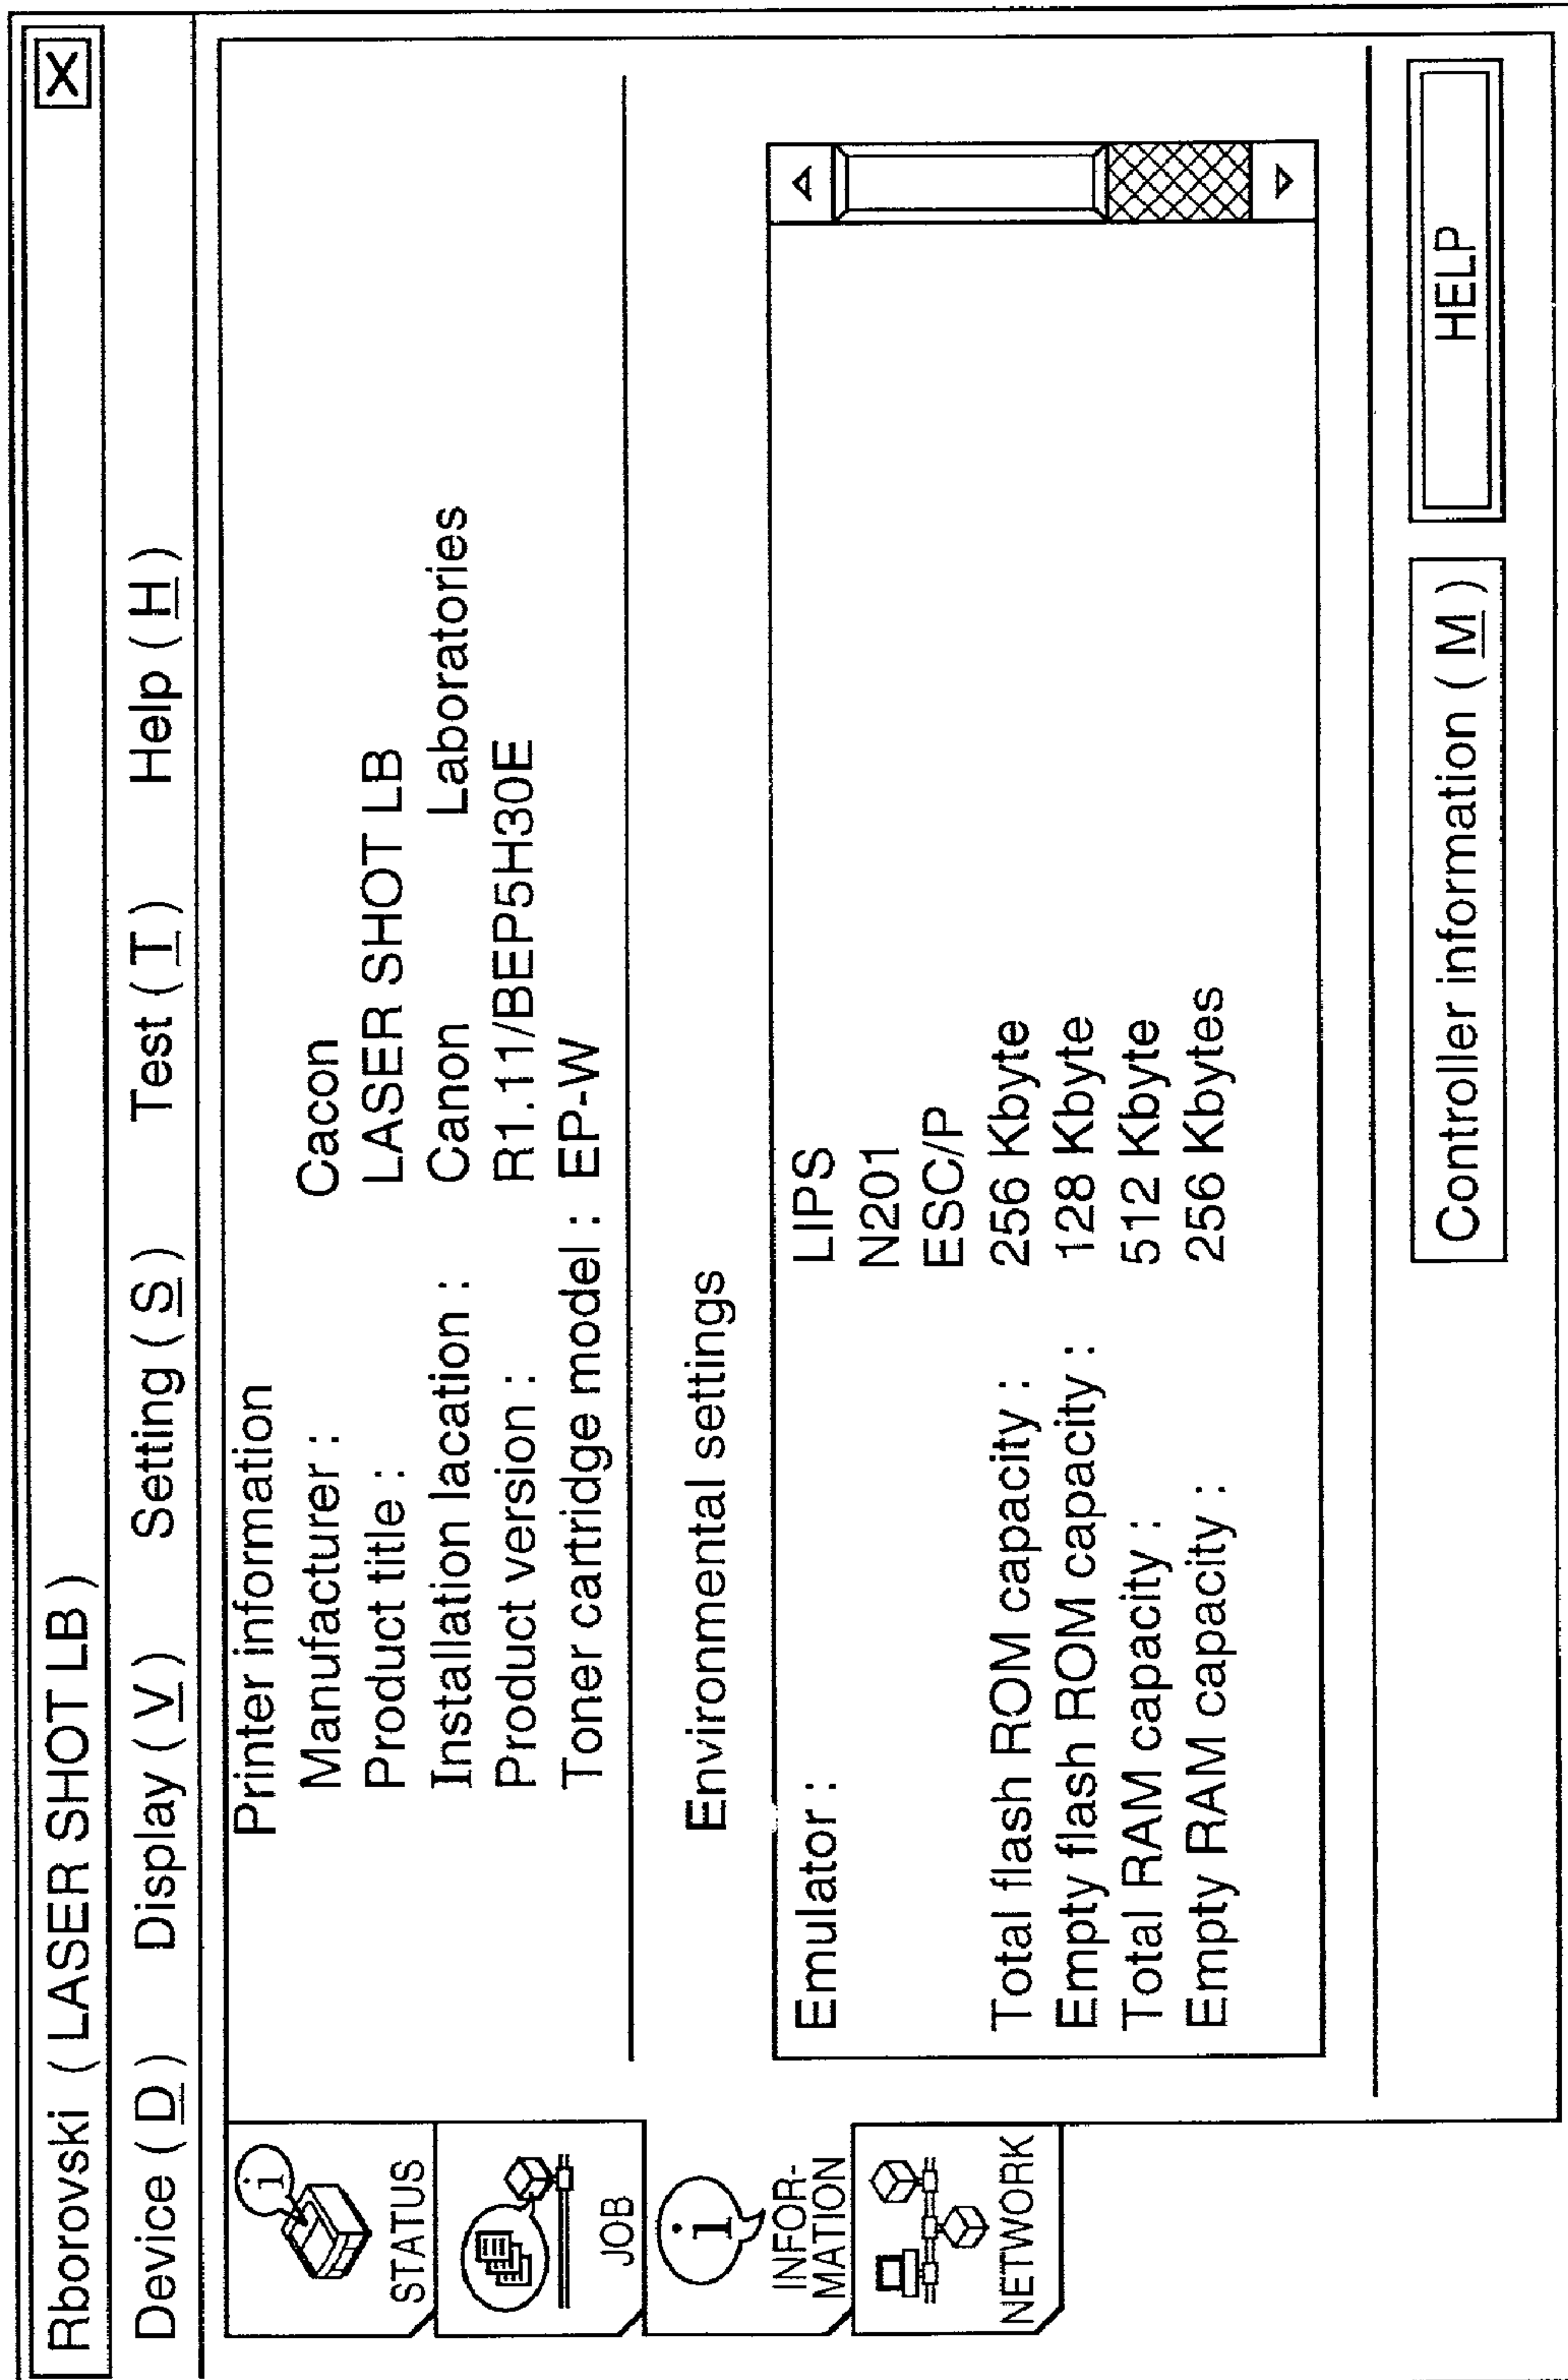 Rborovski ( LASER SHOT LB )
Device ( D ) Display ( V ) Setting ( S ) Test ( T ) Help ( H )
STATUS
JOB
INFOR-
MATION
NETWORK
Printer information
Manufacturer : Cacon
Product title : LASER SHOT LB
Installation lacation : Canon Laboratories
Product version : R1.11/BEP5H30E
Toner cartridge model : EP-W
Environmental settings
Emulator : LIPS
N201
ESC/P
Total flash ROM capacity : 256 Kbyte
Empty flash ROM capacity : 128 Kbyte
Total RAM capacity : 512 Kbyte
Empty RAM capacity : 256 Kbytes
Controller information ( M ) HELP